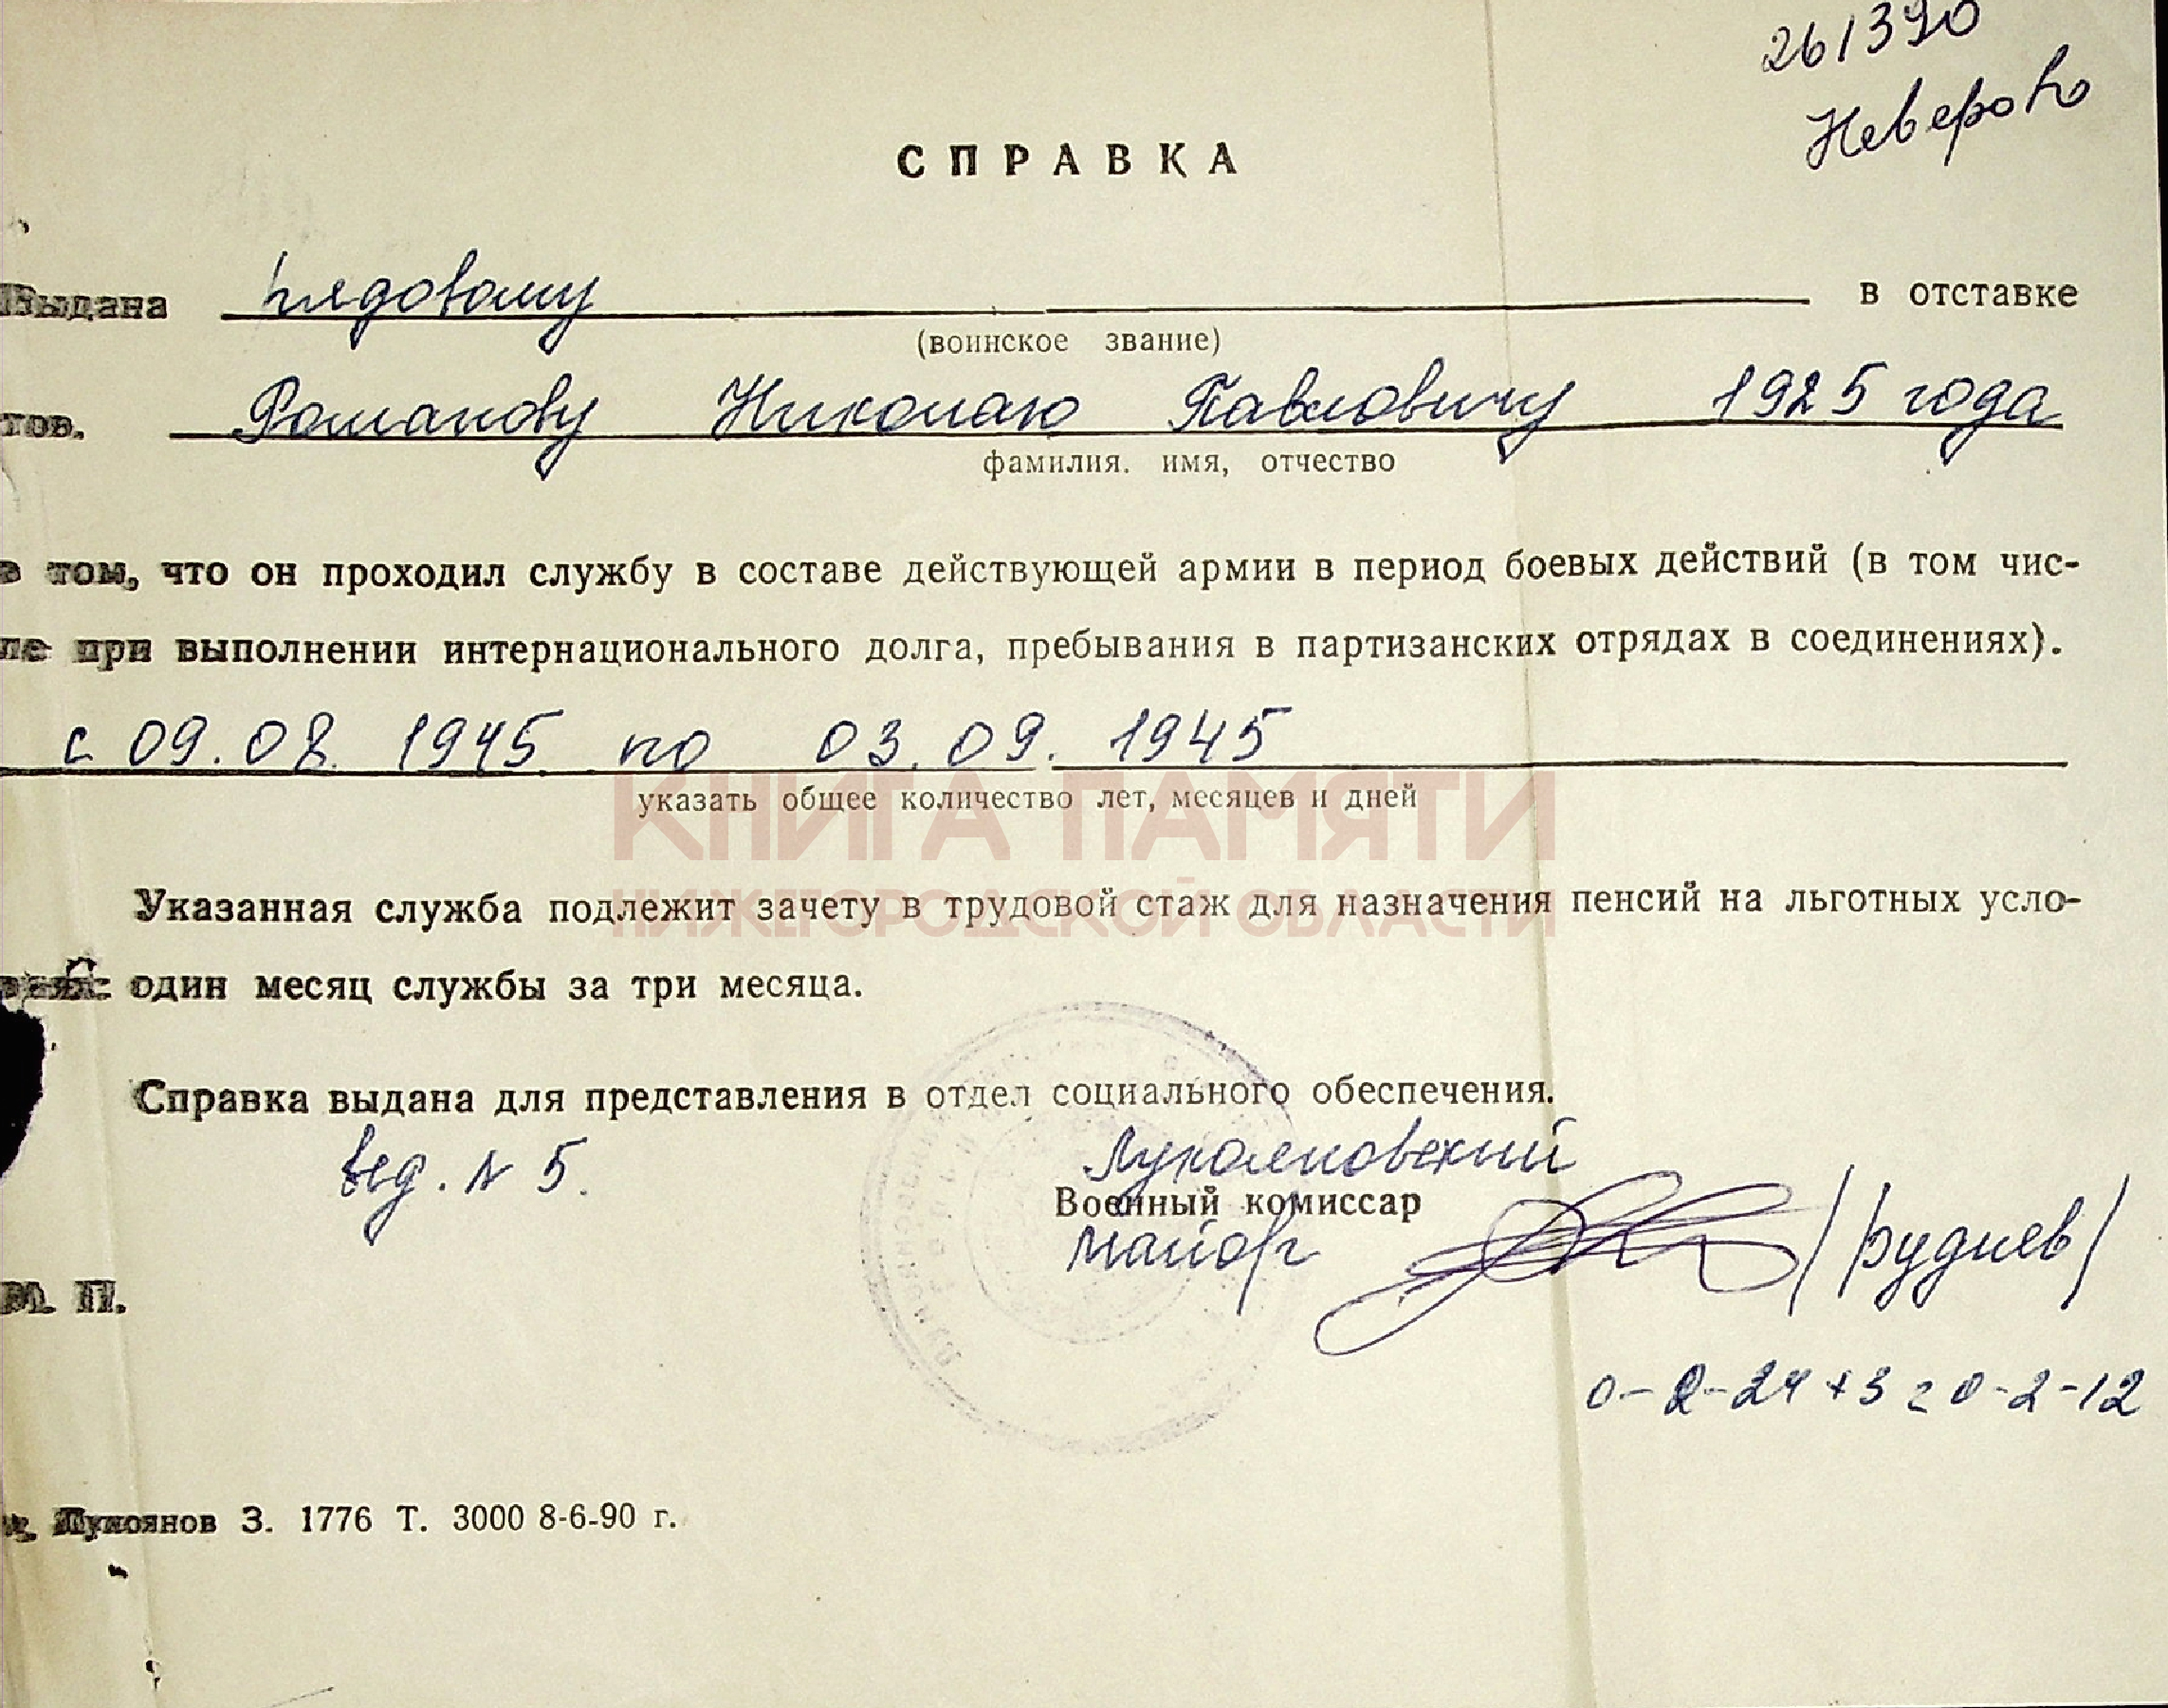 261390
Неверово
СПРАВКА
Выдана рядовому в отставке
(воинское звание)
тов. Романову Николаю Павловичу 1925 года
фамилия. имя, отчество
в том, что он проходил службу в составе действующей армии в период боевых действий (в том чис-
ле при выполнении интернационального долга, пребывания в партизанских отрядах в соединениях).
с 09.08.1945 по 03.09.1945
указать общее количество лет, месяцев и дней
КНИГА ПАМЯТИ
НИЖЕГОРОДСКОЙ ОБЛАСТИ
Указанная служба подлежит зачету в трудовой стаж для назначения пенсий на льготных усло-
один месяц службы за три месяца.
Справка выдана для представления в отдел социального обеспечения.
вед. N 5. Лукояновский
Военный комиссар
майор /Руднев/
М. П.
0-2-24+3=0-2-12
г. Лукоянов З. 1776 Т. 3000 8-6-90 г.